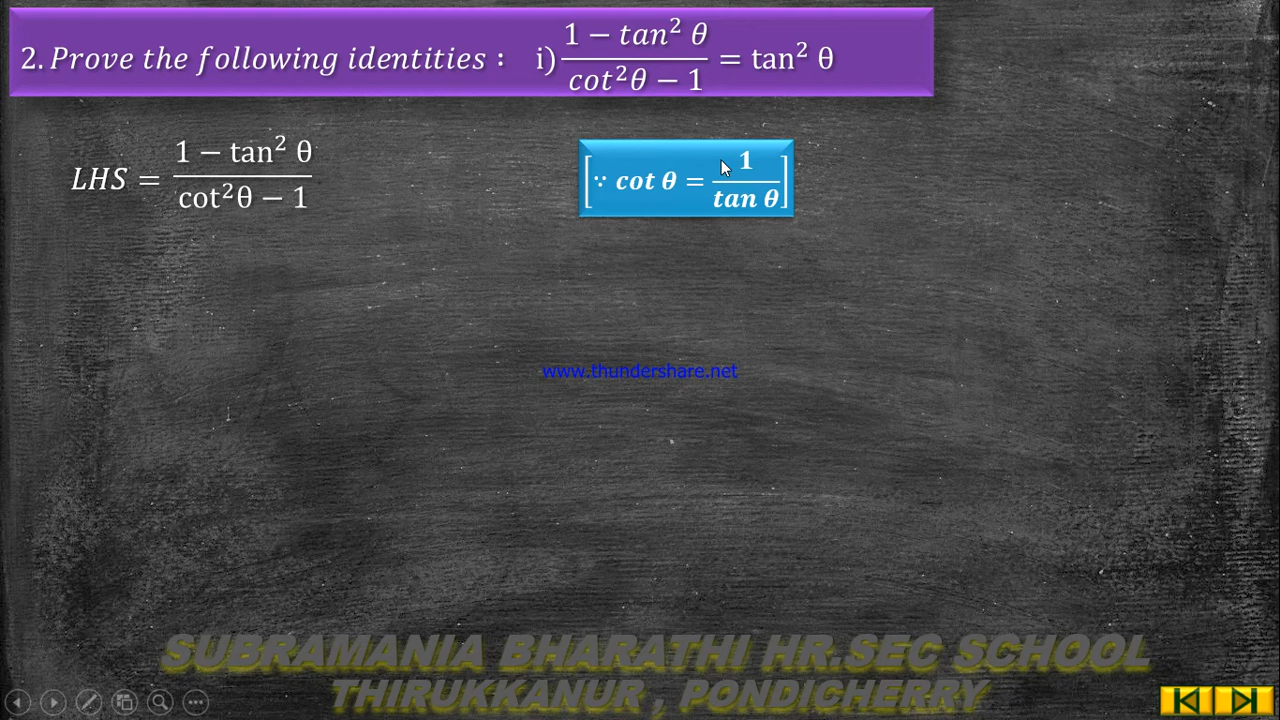 2. Prove the following identities : i) (1 − tan² θ)/(cot²θ − 1) = tan² θ
LHS = (1 − tan² θ)/(cot²θ − 1)
[∵ cot θ = 1/tan θ]
www.thundershare.net
SUBRAMANIA BHARATHI HR.SEC SCHOOL
THIRUKKANUR , PONDICHERRY